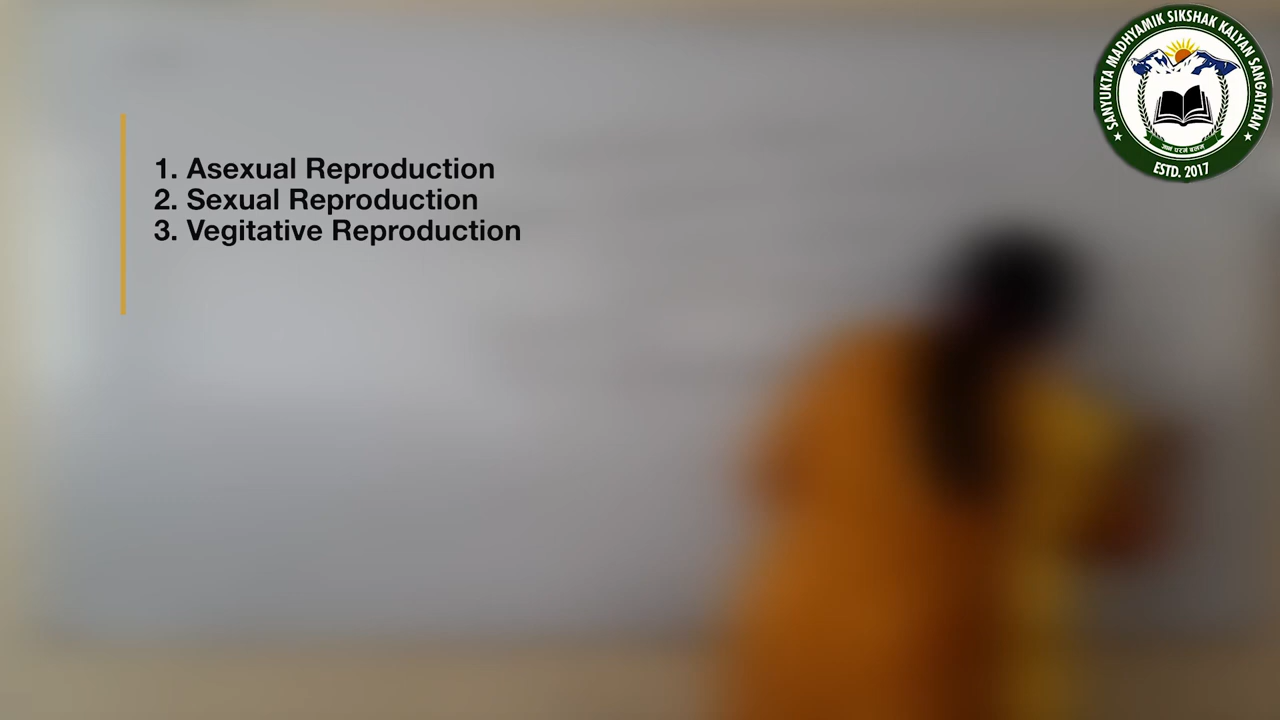 1. Asexual Reproduction
2. Sexual Reproduction
3. Vegitative Reproduction
SANYUKTA MADHYAMIK SIKSHAK KALYAN SANGATHAN
ESTD. 2017